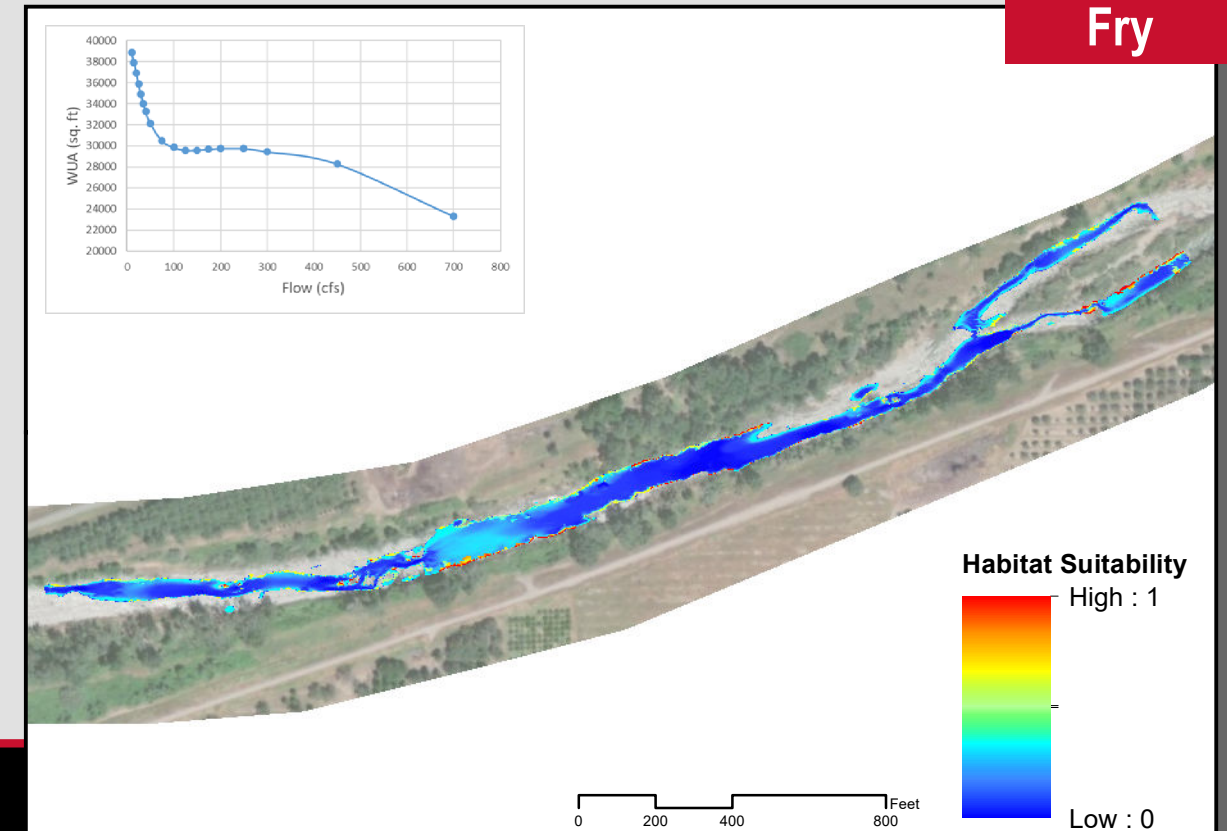 Fry
40000
38000
36000
34000
32000
30000
28000
26000
24000
22000
20000
WUA (sq. ft)
0 100 200 300 400 500 600 700 800
Flow (cfs)
Habitat Suitability
High : 1
Low : 0
Feet
0 200 400 800